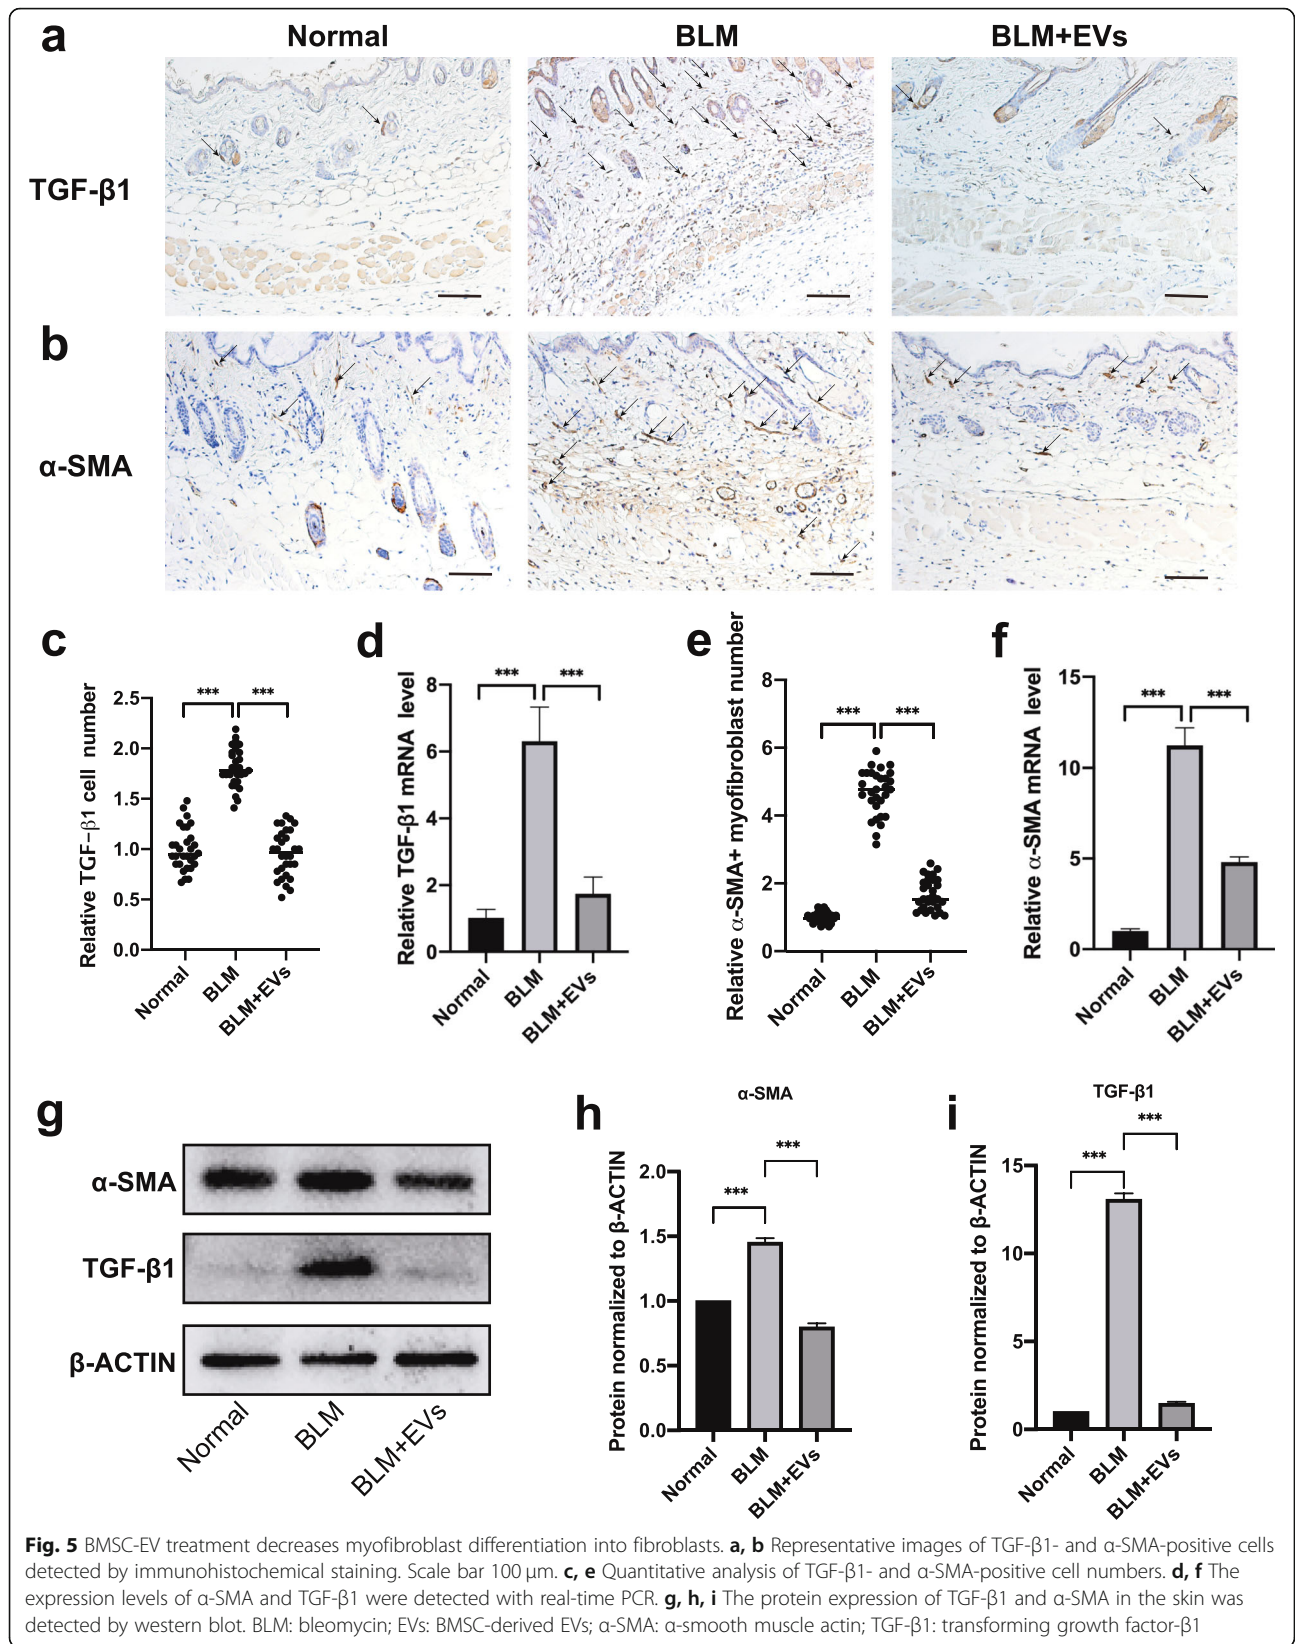 a
Normal
BLM
BLM+EVs
TGF-β1
b
α-SMA
c
Relative TGF-β1 cell number
2.5
2.0
1.5
1.0
0.5
0.0
***
***
Normal
BLM
BLM+EVs
d
Relative TGF-β1 mRNA level
8
6
4
2
0
***
***
Normal
BLM
BLM+EVs
e
Relative α-SMA+ myofibroblast number
8
6
4
2
0
***
***
Normal
BLM
BLM+EVs
f
Relative α-SMA mRNA level
15
10
5
0
***
***
Normal
BLM
BLM+EVs
g
α-SMA
TGF-β1
β-ACTIN
Normal
BLM
BLM+EVs
h
α-SMA
Protein normalized to β-ACTIN
2.0
1.5
1.0
0.5
0.0
***
***
Normal
BLM
BLM+EVs
i
TGF-β1
Protein normalized to β-ACTIN
15
10
5
0
***
***
Normal
BLM
BLM+EVs
Fig. 5 BMSC-EV treatment decreases myofibroblast differentiation into fibroblasts. a, b Representative images of TGF-β1- and α-SMA-positive cells
detected by immunohistochemical staining. Scale bar 100 μm. c, e Quantitative analysis of TGF-β1- and α-SMA-positive cell numbers. d, f The
expression levels of α-SMA and TGF-β1 were detected with real-time PCR. g, h, i The protein expression of TGF-β1 and α-SMA in the skin was
detected by western blot. BLM: bleomycin; EVs: BMSC-derived EVs; α-SMA: α-smooth muscle actin; TGF-β1: transforming growth factor-β1